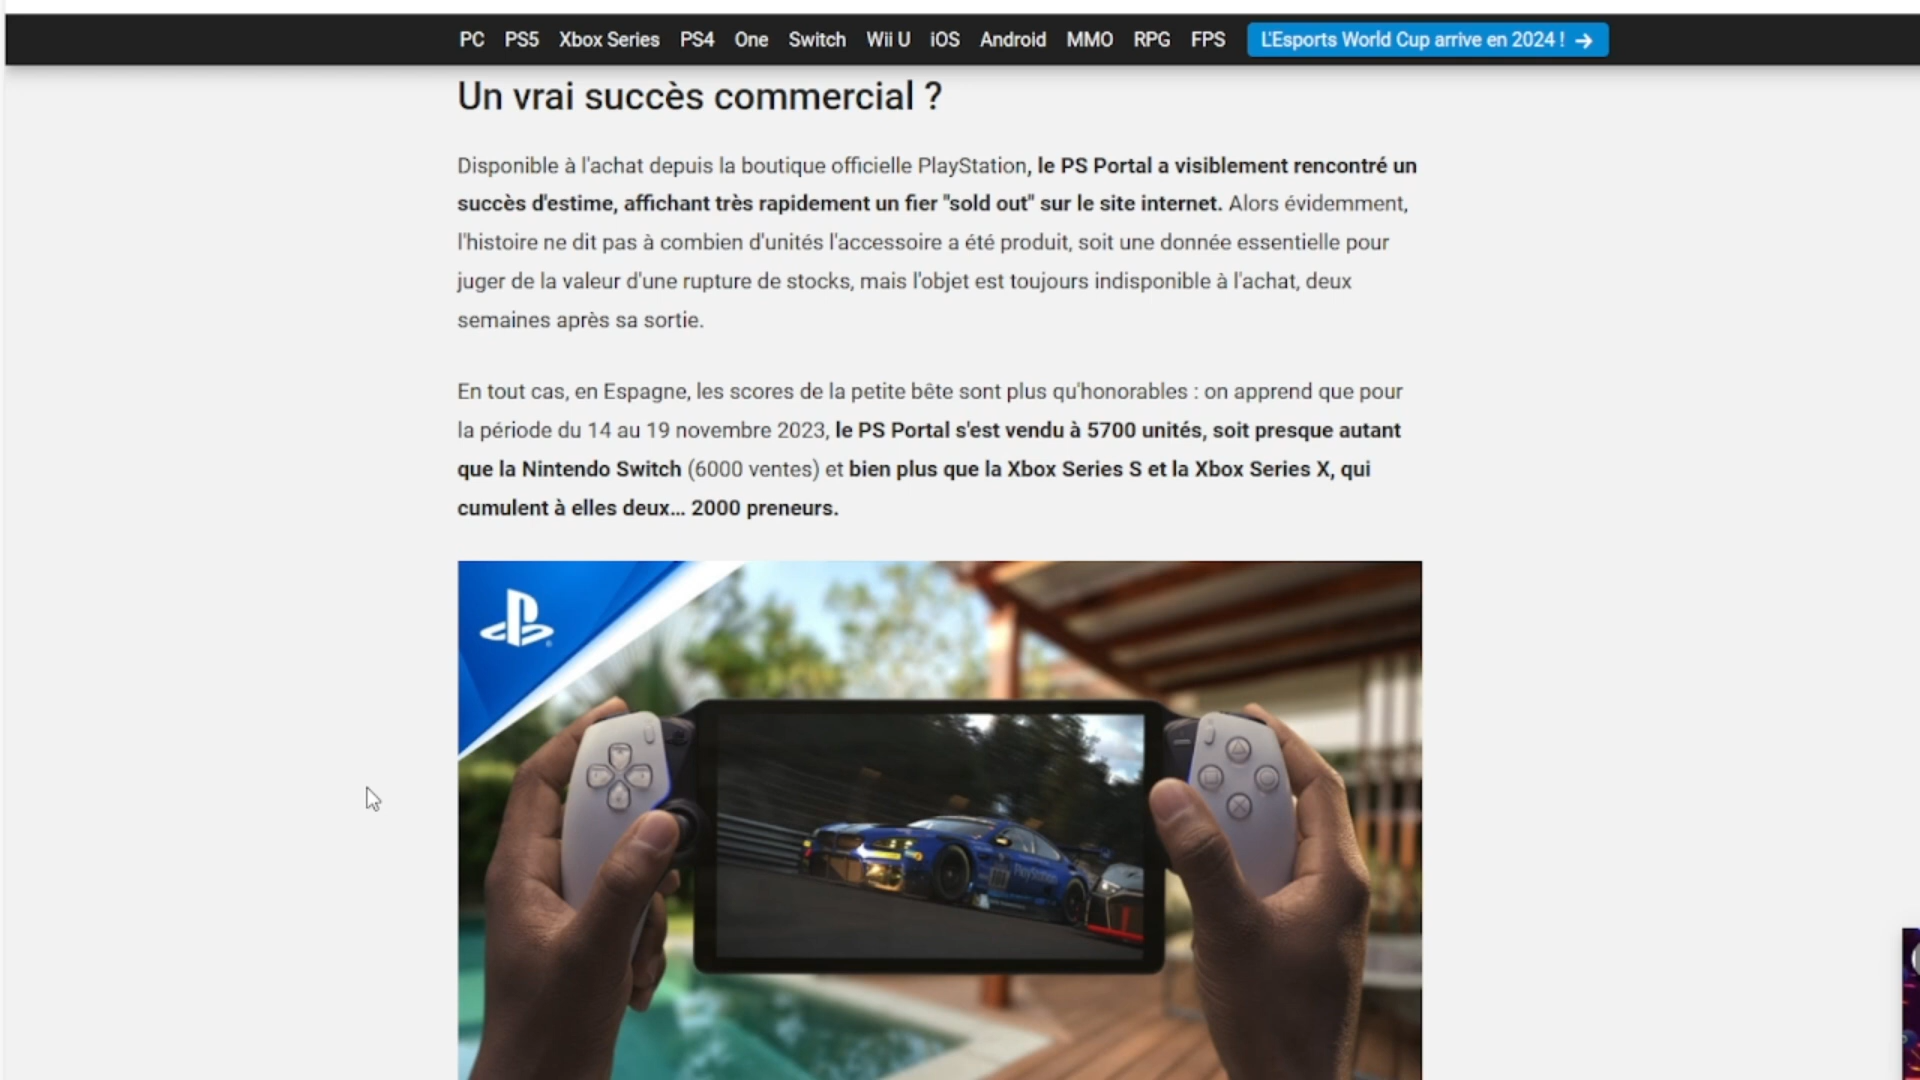 PC PS5 Xbox Series PS4 One Switch Wii U iOS Android MMO RPG FPS L'Esports World Cup arrive en 2024 ! →
Un vrai succès commercial ?
Disponible à l'achat depuis la boutique officielle PlayStation, le PS Portal a visiblement rencontré un
succès d'estime, affichant très rapidement un fier "sold out" sur le site internet. Alors évidemment,
l'histoire ne dit pas à combien d'unités l'accessoire a été produit, soit une donnée essentielle pour
juger de la valeur d'une rupture de stocks, mais l'objet est toujours indisponible à l'achat, deux
semaines après sa sortie.
En tout cas, en Espagne, les scores de la petite bête sont plus qu'honorables : on apprend que pour
la période du 14 au 19 novembre 2023, le PS Portal s'est vendu à 5700 unités, soit presque autant
que la Nintendo Switch (6000 ventes) et bien plus que la Xbox Series S et la Xbox Series X, qui
cumulent à elles deux... 2000 preneurs.
PlayStation